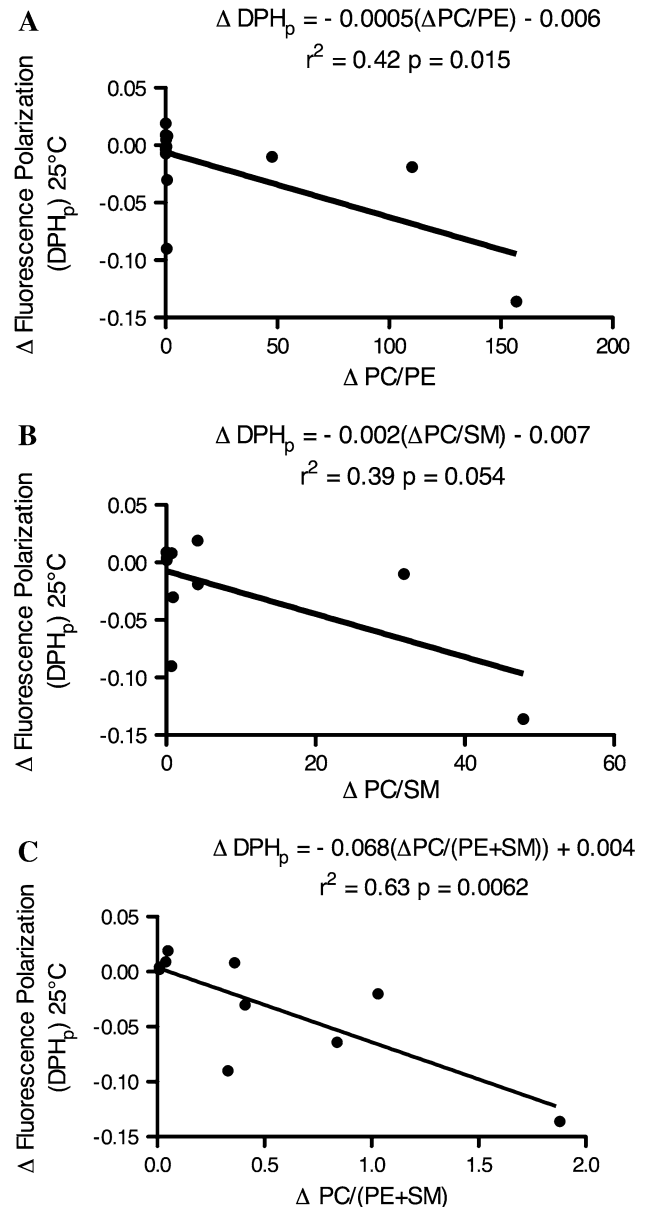 A
Δ DPHp = - 0.0005(ΔPC/PE) - 0.006
r² = 0.42 p = 0.015
Δ Fluorescence Polarization
(DPHp) 25°C
0.05
0.00
-0.05
-0.10
-0.15
0 50 100 150 200
Δ PC/PE
B
Δ DPHp = - 0.002(ΔPC/SM) - 0.007
r² = 0.39 p = 0.054
Δ Fluorescence Polarization
(DPHp) 25°C
0.05
0.00
-0.05
-0.10
-0.15
0 20 40 60
Δ PC/SM
C
Δ DPHp = - 0.068(ΔPC/(PE+SM)) + 0.004
r² = 0.63 p = 0.0062
Δ Fluorescence Polarization
(DPHp) 25°C
0.05
0.00
-0.05
-0.10
-0.15
0.0 0.5 1.0 1.5 2.0
Δ PC/(PE+SM)